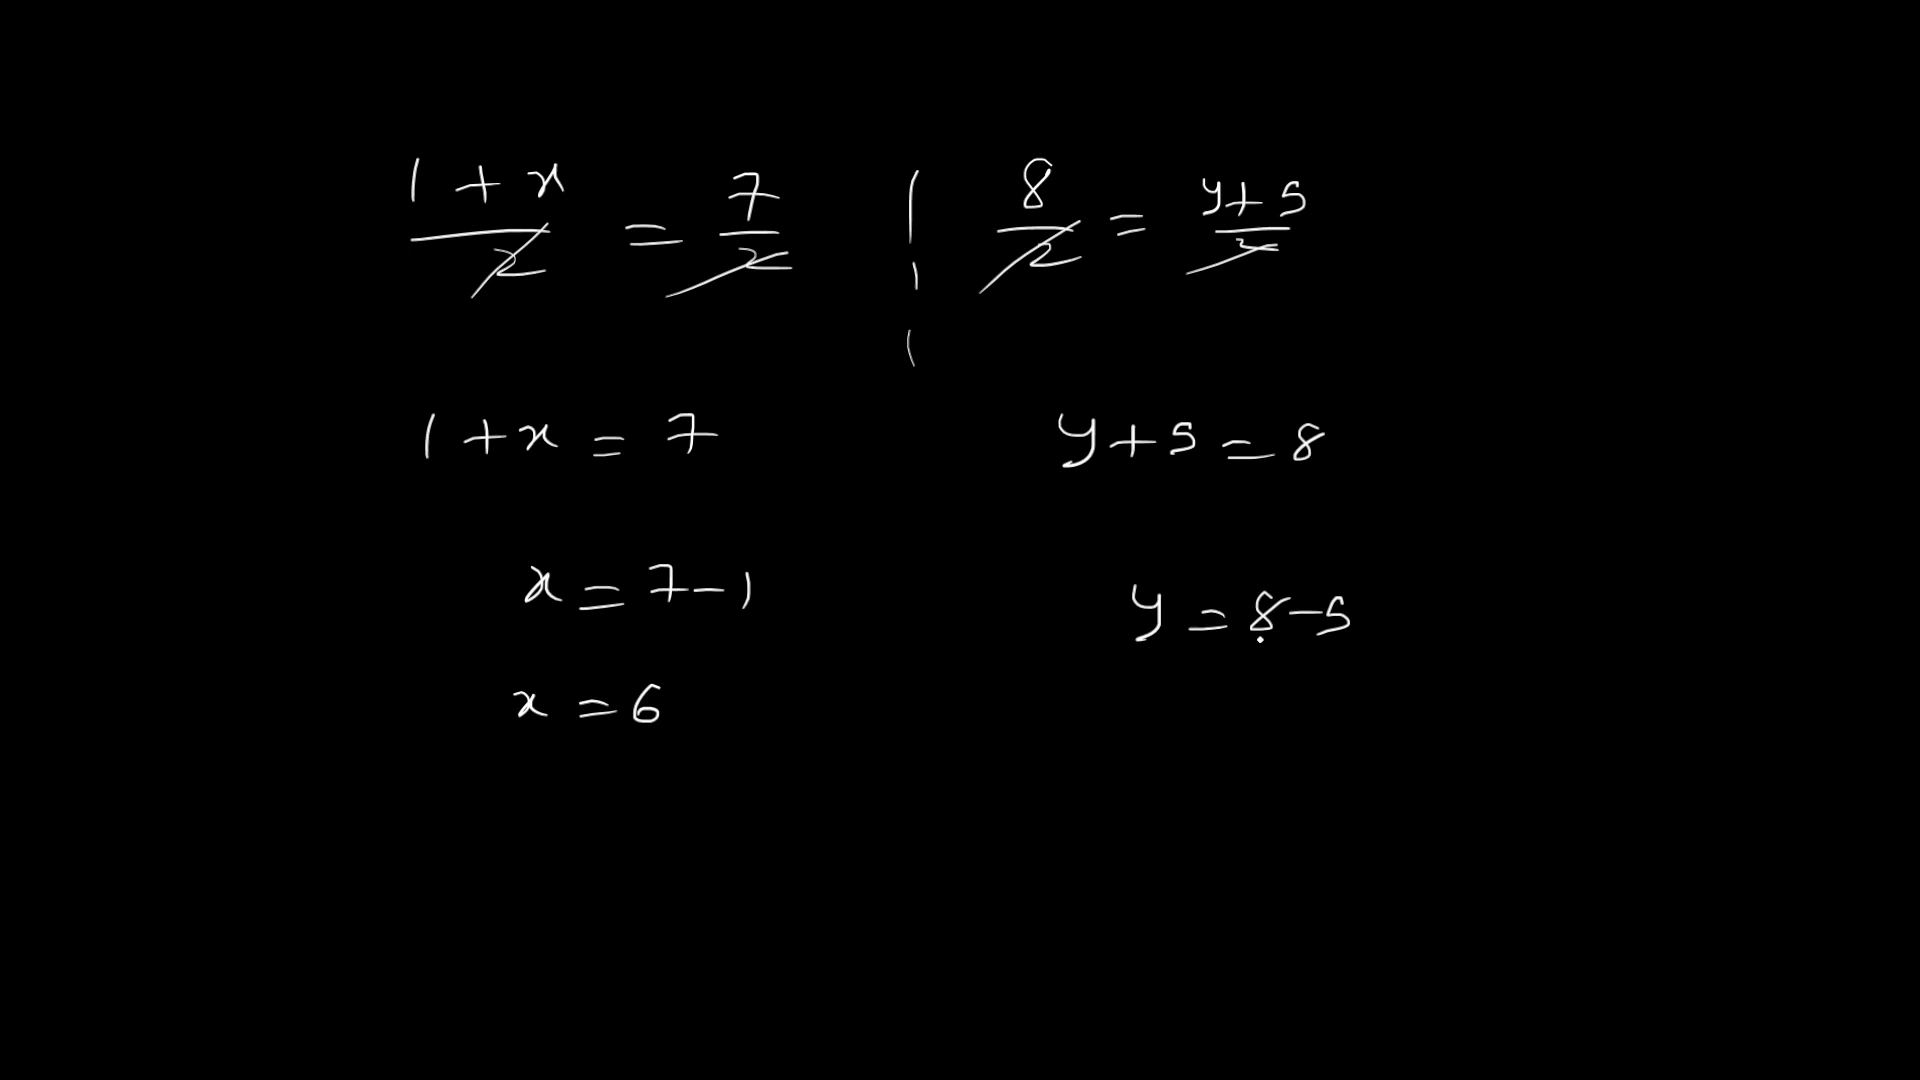 (1 + x)/2 = 7/2 | 8/2 = (y + 5)/2
1 + x = 7
y + 5 = 8
x = 7 - 1
y = 8 - 5
x = 6